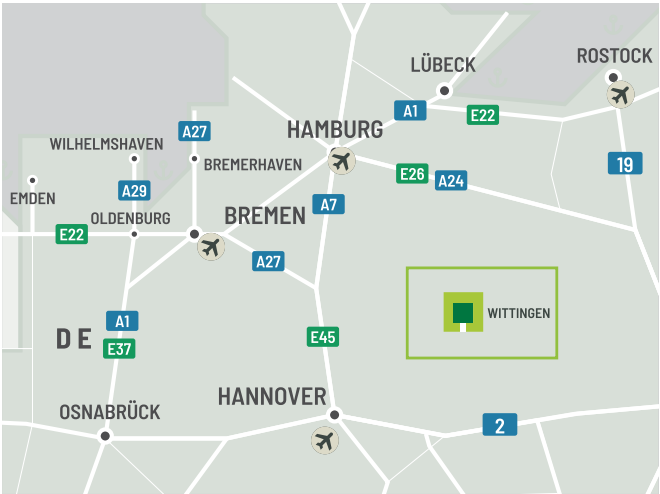 ROSTOCK
LÜBECK
A1
E22
HAMBURG
A27
WILHELMSHAVEN
BREMERHAVEN
19
E26
A24
A29
EMDEN
A7
OLDENBURG
BREMEN
E22
A27
WITTINGEN
A1
DE
E37
E45
HANNOVER
OSNABRÜCK
2